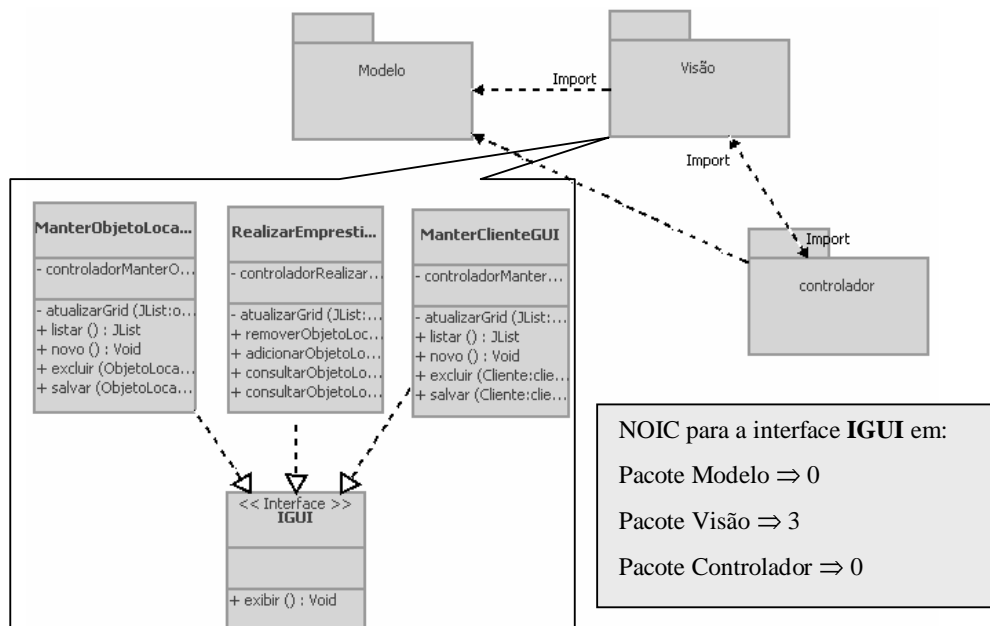 Modelo
Visão
Import
Import
Import
controlador
ManterObjetoLoca...
- controladorManterO...
- atualizarGrid (JList:o...
+ listar () : JList
+ novo () : Void
+ excluir (ObjetoLoca...
+ salvar (ObjetoLoca...
RealizarEmpresti...
- controladorRealizar...
- atualizarGrid (JList:...
+ removerObjetoLoc...
+ adicionarObjetoLo...
+ consultarObjetoLo...
+ consultarObjetoLo...
ManterClienteGUI
- controladorManter...
- atualizarGrid (JList:...
+ listar () : JList
+ novo () : Void
+ excluir (Cliente:clie...
+ salvar (Cliente:clie...
<< Interface >>
IGUI
+ exibir () : Void
NOIC para a interface IGUI em:
Pacote Modelo ⇒ 0
Pacote Visão ⇒ 3
Pacote Controlador ⇒ 0